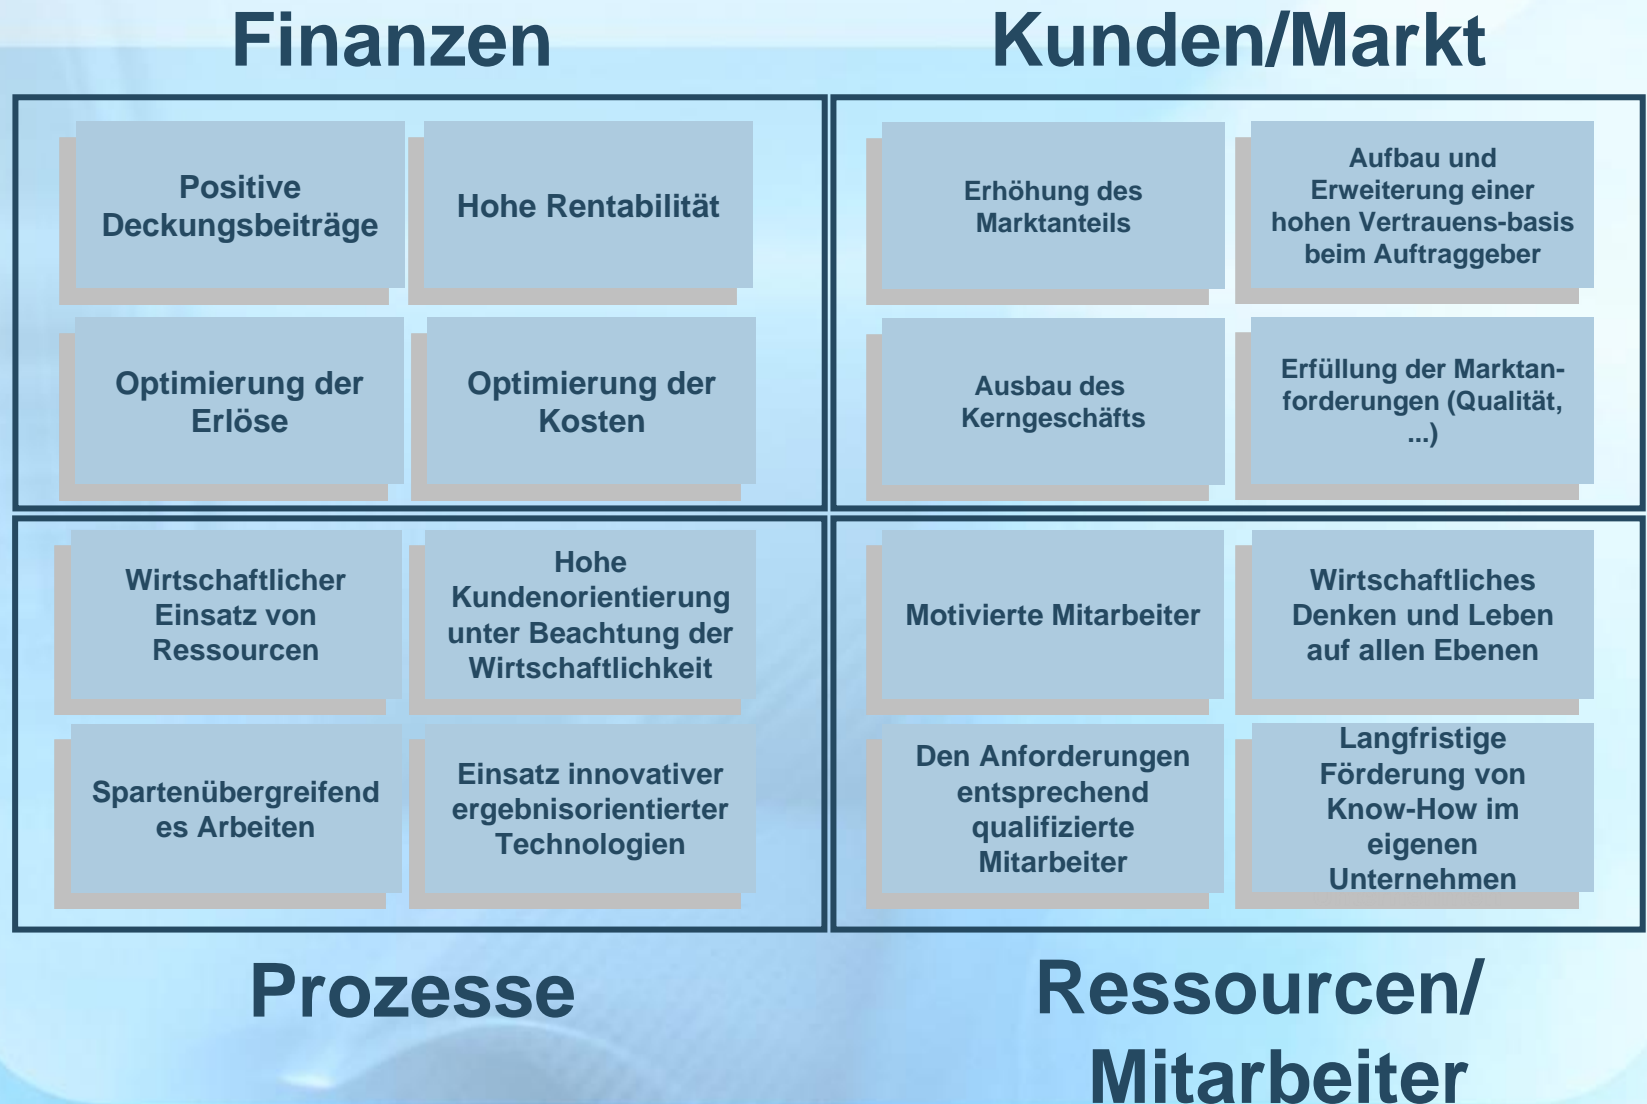 Finanzen
Kunden/Markt
Positive
Deckungsbeiträge
Hohe Rentabilität
Optimierung der
Erlöse
Optimierung der
Kosten
Erhöhung des
Marktanteils
Aufbau und
Erweiterung einer
hohen Vertrauens-basis
beim Auftraggeber
Ausbau des
Kerngeschäfts
Erfüllung der Marktan-
forderungen (Qualität,
...)
Wirtschaftlicher
Einsatz von
Ressourcen
Hohe
Kundenorientierung
unter Beachtung der
Wirtschaftlichkeit
Spartenübergreifend
es Arbeiten
Einsatz innovativer
ergebnisorientierter
Technologien
Motivierte Mitarbeiter
Wirtschaftliches
Denken und Leben
auf allen Ebenen
Den Anforderungen
entsprechend
qualifizierte
Mitarbeiter
Langfristige
Förderung von
Know-How im
eigenen
Unternehmen
Prozesse
Ressourcen/
Mitarbeiter